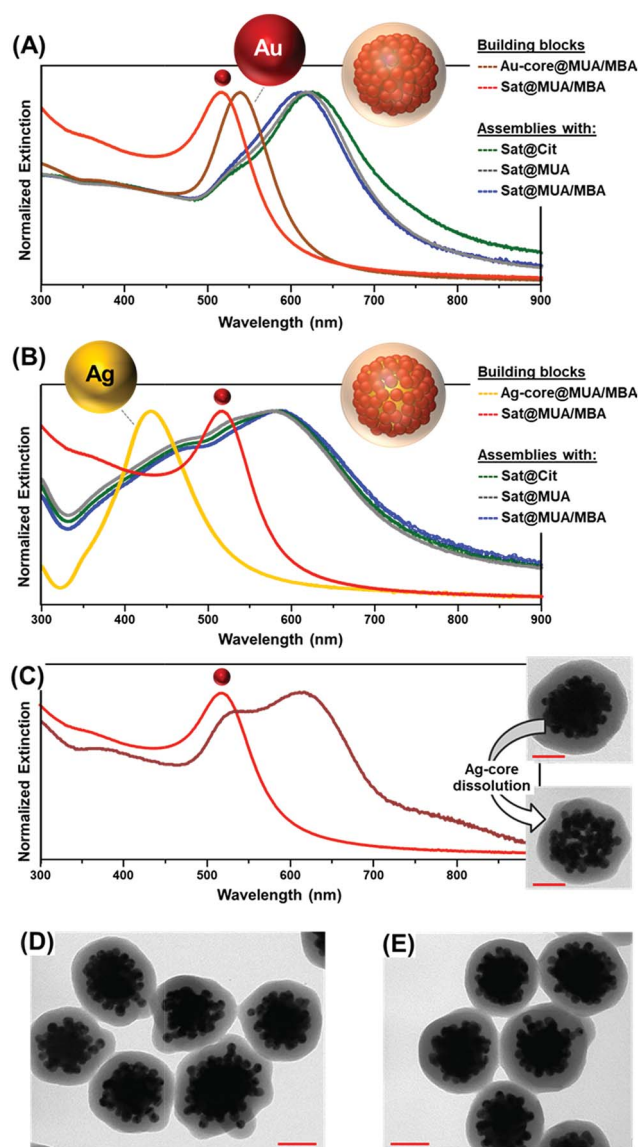 (A)
Au
Building blocks
Au-core@MUA/MBA
Sat@MUA/MBA
Assemblies with:
Sat@Cit
Sat@MUA
Sat@MUA/MBA
Normalized Extinction
300 400 500 600 700 800 900
Wavelength (nm)
(B)
Ag
Building blocks
Ag-core@MUA/MBA
Sat@MUA/MBA
Assemblies with:
Sat@Cit
Sat@MUA
Sat@MUA/MBA
Normalized Extinction
300 400 500 600 700 800 900
Wavelength (nm)
(C)
Ag-core
dissolution
Normalized Extinction
300 400 500 600 700 800
Wavelength (nm)
(D)
(E)